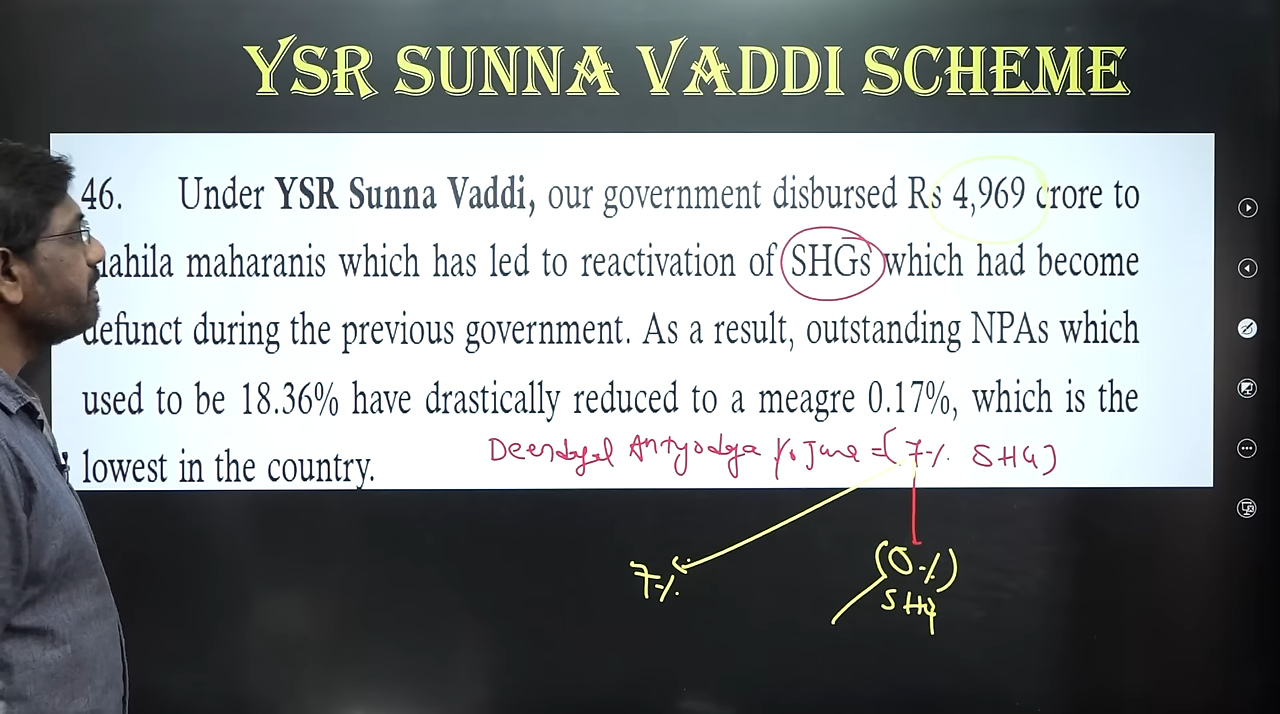 YSR SUNNA VADDI SCHEME
46. Under YSR Sunna Vaddi, our government disbursed Rs 4,969 crore to
mahila maharanis which has led to reactivation of SHGs which had become
defunct during the previous government. As a result, outstanding NPAs which
used to be 18.36% have drastically reduced to a meagre 0.17%, which is the
lowest in the country.
= (7% SHG)
7%
(0%)
SHG